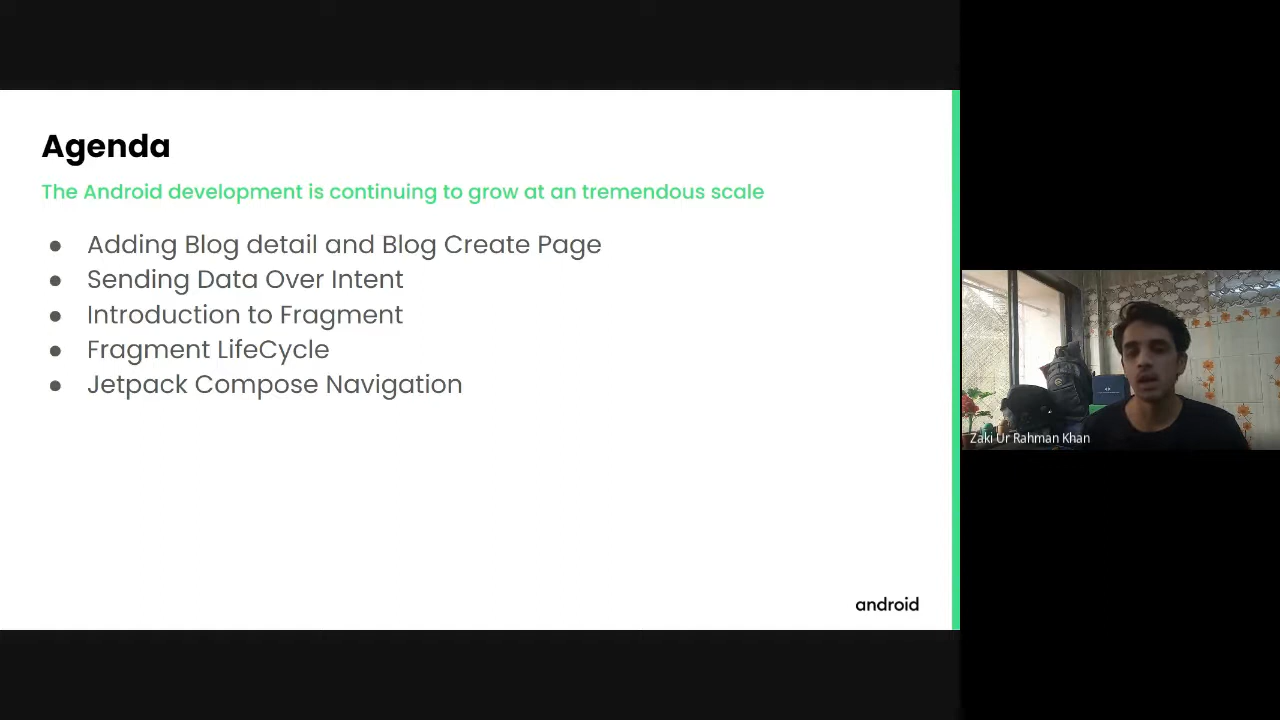 Agenda
The Android development is continuing to grow at an tremendous scale
● Adding Blog detail and Blog Create Page
● Sending Data Over Intent
● Introduction to Fragment
● Fragment LifeCycle
● Jetpack Compose Navigation
android
Zaki Ur Rahman Khan